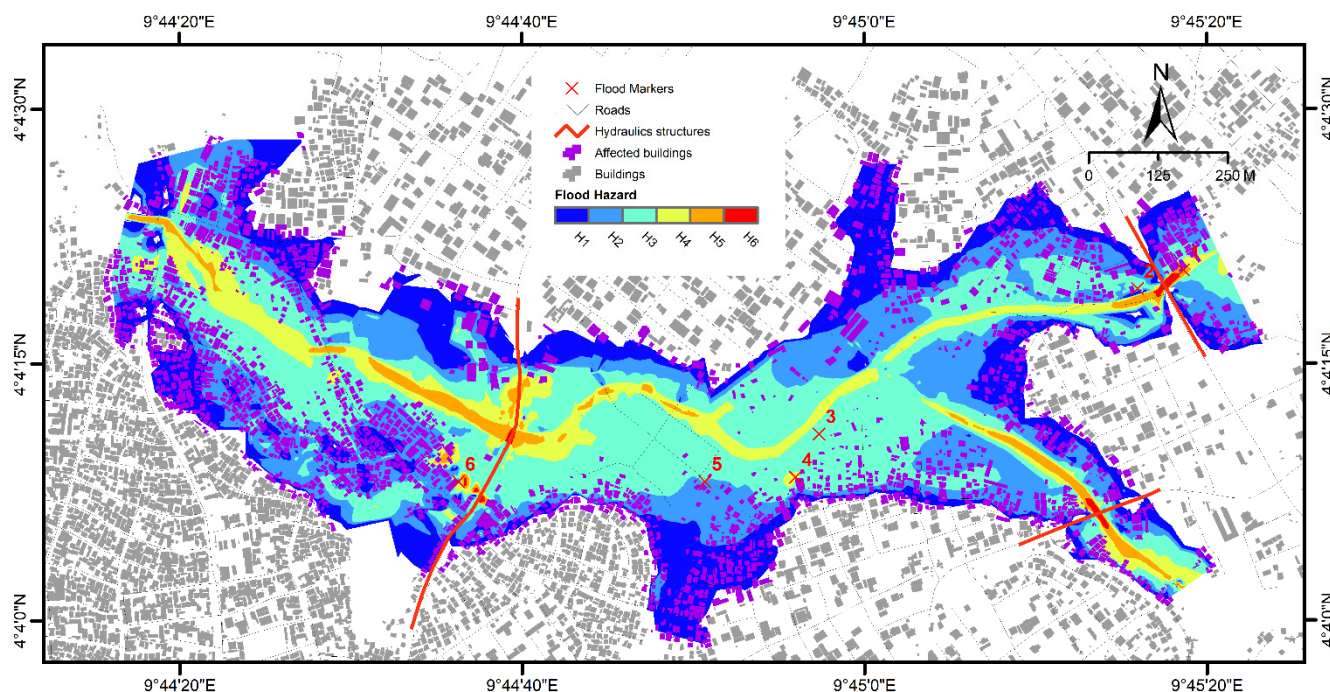 9°44'20"E 9°44'40"E 9°45'0"E 9°45'20"E
4°4'30"N 4°4'30"N
4°4'15"N 4°4'15"N
4°4'0"N 4°4'0"N
Flood Markers
Roads
Hydraulics structures
Affected buildings
Buildings
Flood Hazard
H1 H2 H3 H4 H5 H6
N
0 125 250 M
1
2
3
4
5
6
9°44'20"E 9°44'40"E 9°45'0"E 9°45'20"E